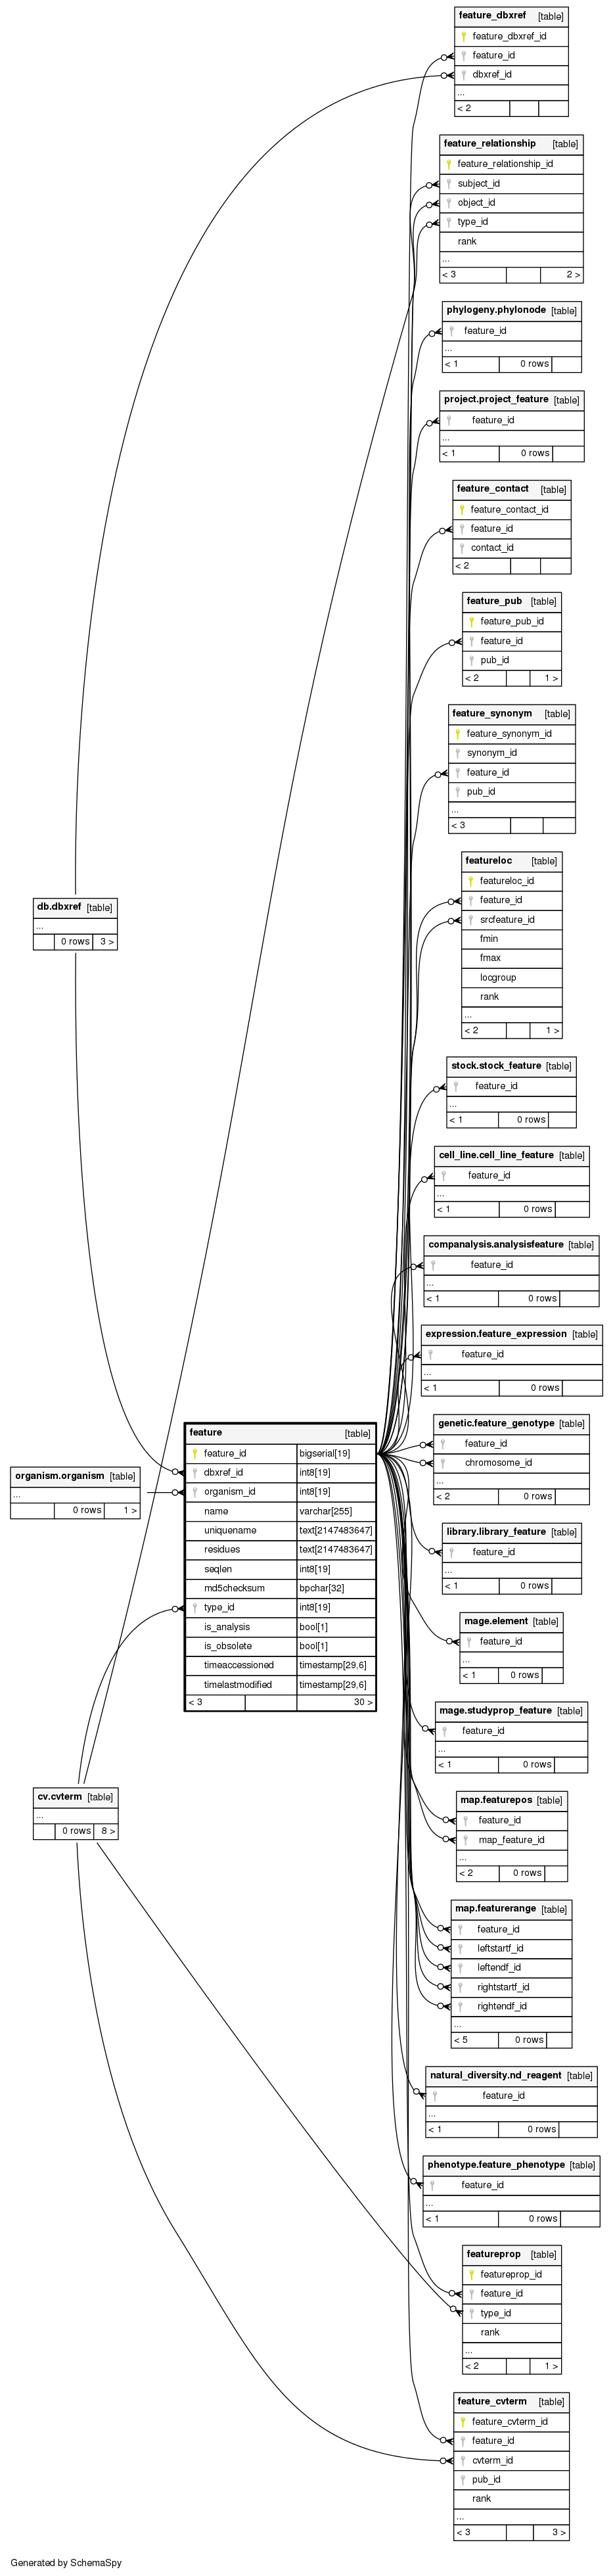 feature_dbxref [table]
feature_dbxref_id
feature_id
dbxref_id
...
< 2
feature_relationship [table]
feature_relationship_id
subject_id
object_id
type_id
rank
...
< 3 2 >
phylogeny.phylonode [table]
feature_id
...
< 1 0 rows
project.project_feature [table]
feature_id
...
< 1 0 rows
feature_contact [table]
feature_contact_id
feature_id
contact_id
< 2
feature_pub [table]
feature_pub_id
feature_id
pub_id
< 2 1 >
feature_synonym [table]
feature_synonym_id
synonym_id
feature_id
pub_id
...
< 3
featureloc [table]
featureloc_id
feature_id
srcfeature_id
fmin
fmax
locgroup
rank
...
< 2 1 >
db.dbxref [table]
...
0 rows 3 >
stock.stock_feature [table]
feature_id
...
< 1 0 rows
cell_line.cell_line_feature [table]
feature_id
...
< 1 0 rows
companalysis.analysisfeature [table]
feature_id
...
< 1 0 rows
expression.feature_expression [table]
feature_id
...
< 1 0 rows
genetic.feature_genotype [table]
feature_id
chromosome_id
...
< 2 0 rows
feature [table]
feature_id bigserial[19]
dbxref_id int8[19]
organism_id int8[19]
name varchar[255]
uniquename text[2147483647]
residues text[2147483647]
seqlen int8[19]
md5checksum bpchar[32]
type_id int8[19]
is_analysis bool[1]
is_obsolete bool[1]
timeaccessioned timestamp[29,6]
timelastmodified timestamp[29,6]
< 3 30 >
organism.organism [table]
...
0 rows 1 >
library.library_feature [table]
feature_id
...
< 1 0 rows
mage.element [table]
feature_id
...
< 1 0 rows
mage.studyprop_feature [table]
feature_id
...
< 1 0 rows
cv.cvterm [table]
...
0 rows 8 >
map.featurepos [table]
feature_id
map_feature_id
...
< 2 0 rows
map.featurerange [table]
feature_id
leftstartf_id
leftendf_id
rightstartf_id
rightendf_id
...
< 5 0 rows
natural_diversity.nd_reagent [table]
feature_id
...
< 1 0 rows
phenotype.feature_phenotype [table]
feature_id
...
< 1 0 rows
featureprop [table]
featureprop_id
feature_id
type_id
rank
...
< 2 1 >
feature_cvterm [table]
feature_cvterm_id
feature_id
cvterm_id
pub_id
rank
...
< 3 3 >
Generated by SchemaSpy